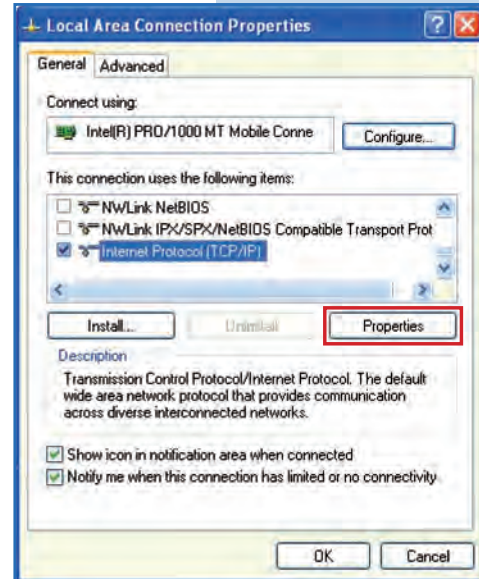 Local Area Connection Properties
General Advanced
Connect using:
Intel(R) PRO/1000 MT Mobile Conne
Configure...
This connection uses the following items:
NWLink NetBIOS
NWLink IPX/SPX/NetBIOS Compatible Transport Prot
Internet Protocol (TCP/IP)
Install... Uninstall Properties
Description
Transmission Control Protocol/Internet Protocol. The default
wide area network protocol that provides communication
across diverse interconnected networks.
Show icon in notification area when connected
Notify me when this connection has limited or no connectivity
OK Cancel